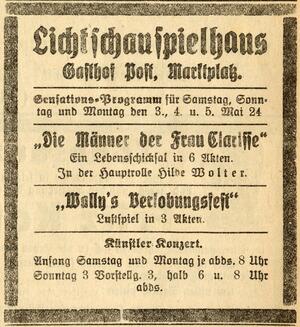 Lichtschauspielhaus
Gasthof Post, Marktplatz.
Sensations-Programm für Samstag, Sonn-
tag und Montag den 3., 4. u. 5. Mai 24
„Die Männer der Frau Clarisse“
Ein Lebensschicksal in 6 Akten.
In der Hauptrolle Hilde Wolter.
„Wally's Verlobungsfest“
Lustspiel in 3 Akten.
Künstler-Konzert.
Anfang Samstag und Montag je abds. 8 Uhr
Sonntag 3 Vorstellg. 3, halb 6 u. 8 Uhr
abds.